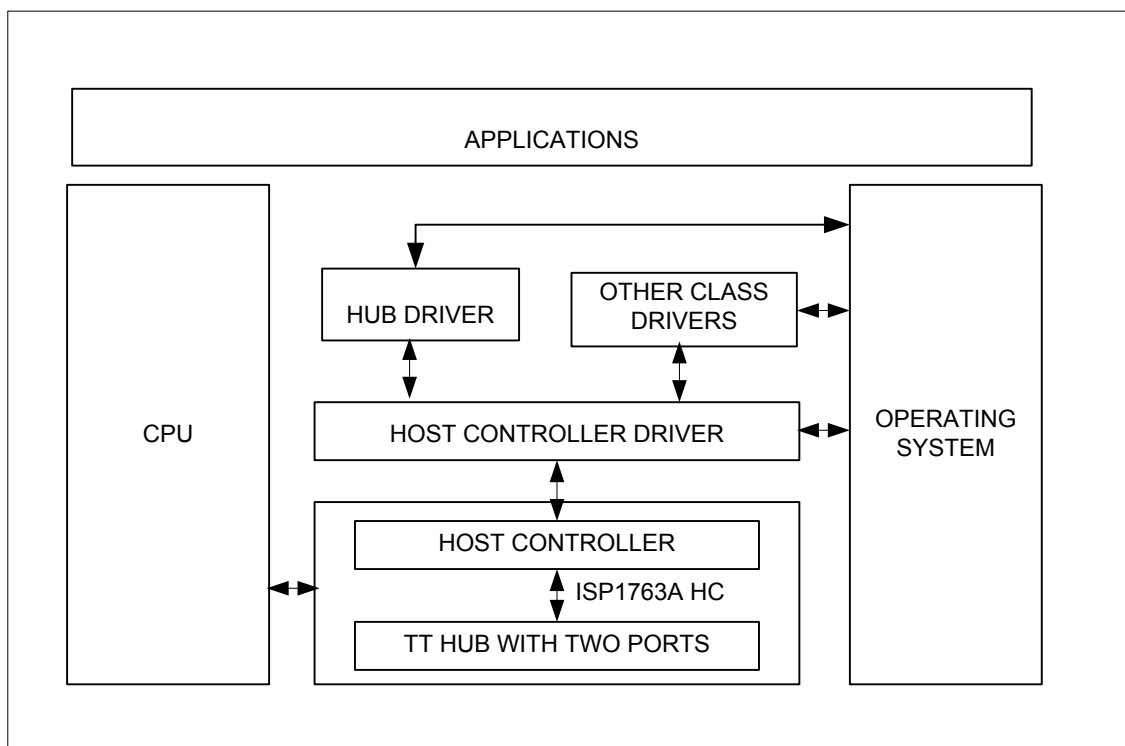 APPLICATIONS
HUB DRIVER
OTHER CLASS
DRIVERS
CPU
HOST CONTROLLER DRIVER
OPERATING
SYSTEM
HOST CONTROLLER
ISP1763A HC
TT HUB WITH TWO PORTS